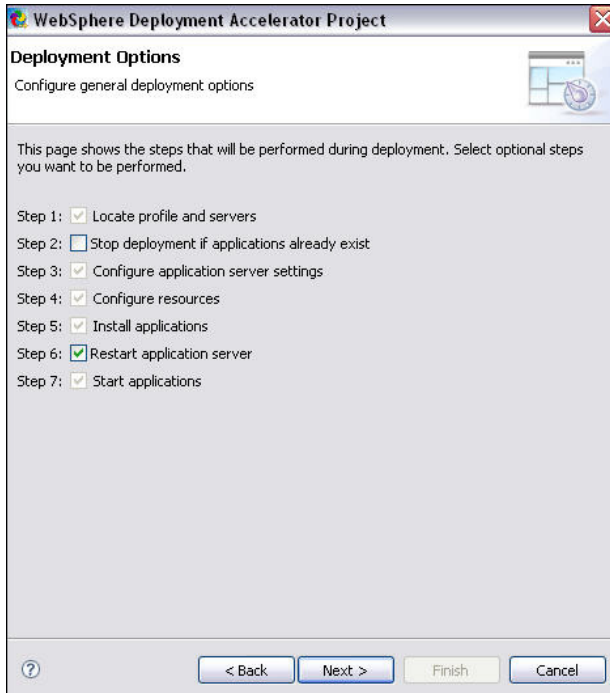 WebSphere Deployment Accelerator Project
Deployment Options
Configure general deployment options
This page shows the steps that will be performed during deployment. Select optional steps
you want to be performed.
Step 1: Locate profile and servers
Step 2: Stop deployment if applications already exist
Step 3: Configure application server settings
Step 4: Configure resources
Step 5: Install applications
Step 6: Restart application server
Step 7: Start applications
? < Back Next > Finish Cancel